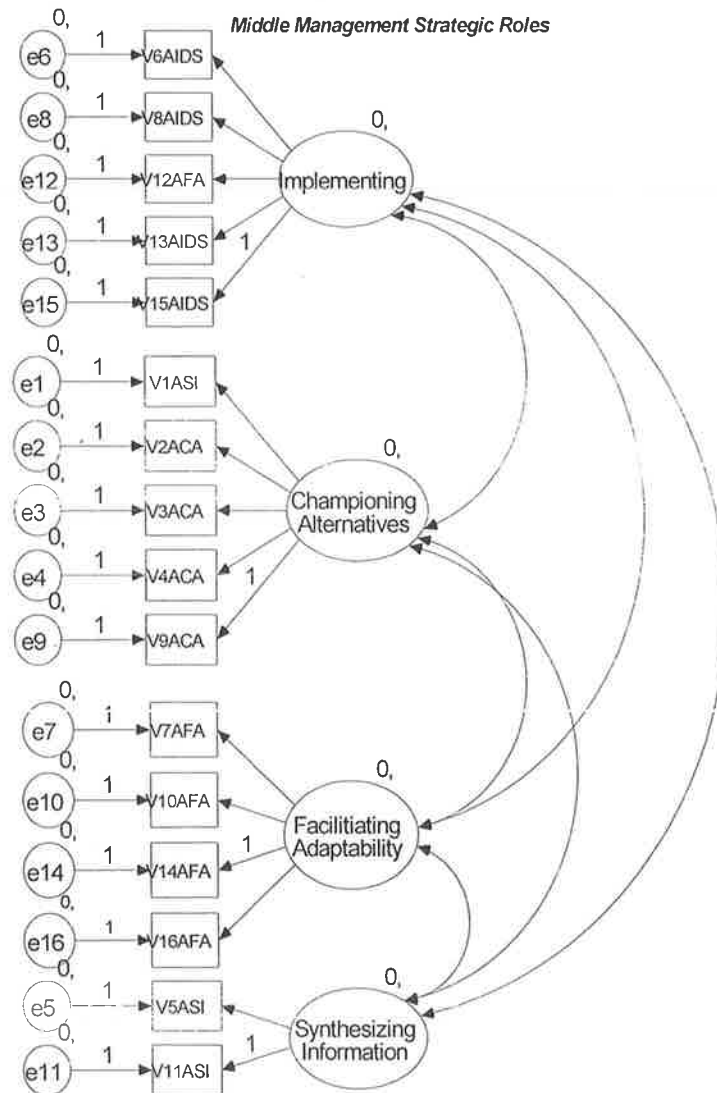 Middle Management Strategic Roles
0,
e6
1
V6AIDS
0,
e8
1
V8AIDS
0,
e12
1
V12AFA
0,
e13
1
V13AIDS
0,
e15
1
V15AIDS
0,
Implementing
1
0,
e1
1
V1ASI
0,
e2
1
V2ACA
0,
e3
1
V3ACA
0,
e4
1
V4ACA
0,
e9
1
V9ACA
0,
Championing
Alternatives
1
0,
e7
1
V7AFA
0,
e10
1
V10AFA
0,
e14
1
V14AFA
0,
e16
1
V16AFA
0,
Facilitiating
Adaptability
1
0,
e5
1
V5ASI
0,
e11
1
V11ASI
0,
Synthesizing
Information
1